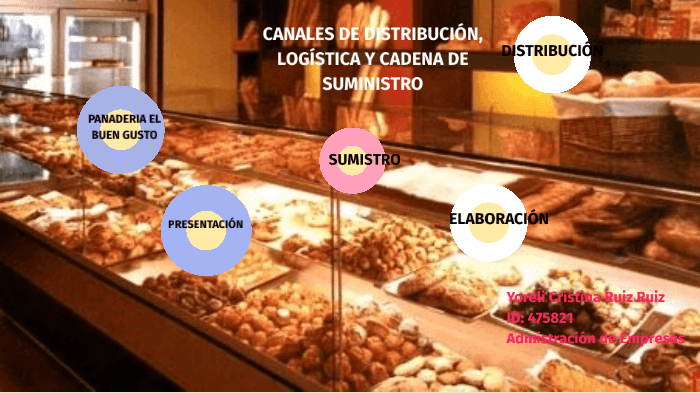 CANALES DE DISTRIBUCIÓN,
LOGÍSTICA Y CADENA DE
SUMINISTRO
DISTRIBUCIÓN
PANADERIA EL
BUEN GUSTO
SUMISTRO
PRESENTACIÓN
ELABORACIÓN
Yoreli Cristina Ruiz Ruiz
ID: 475821
Admistración de Empresas